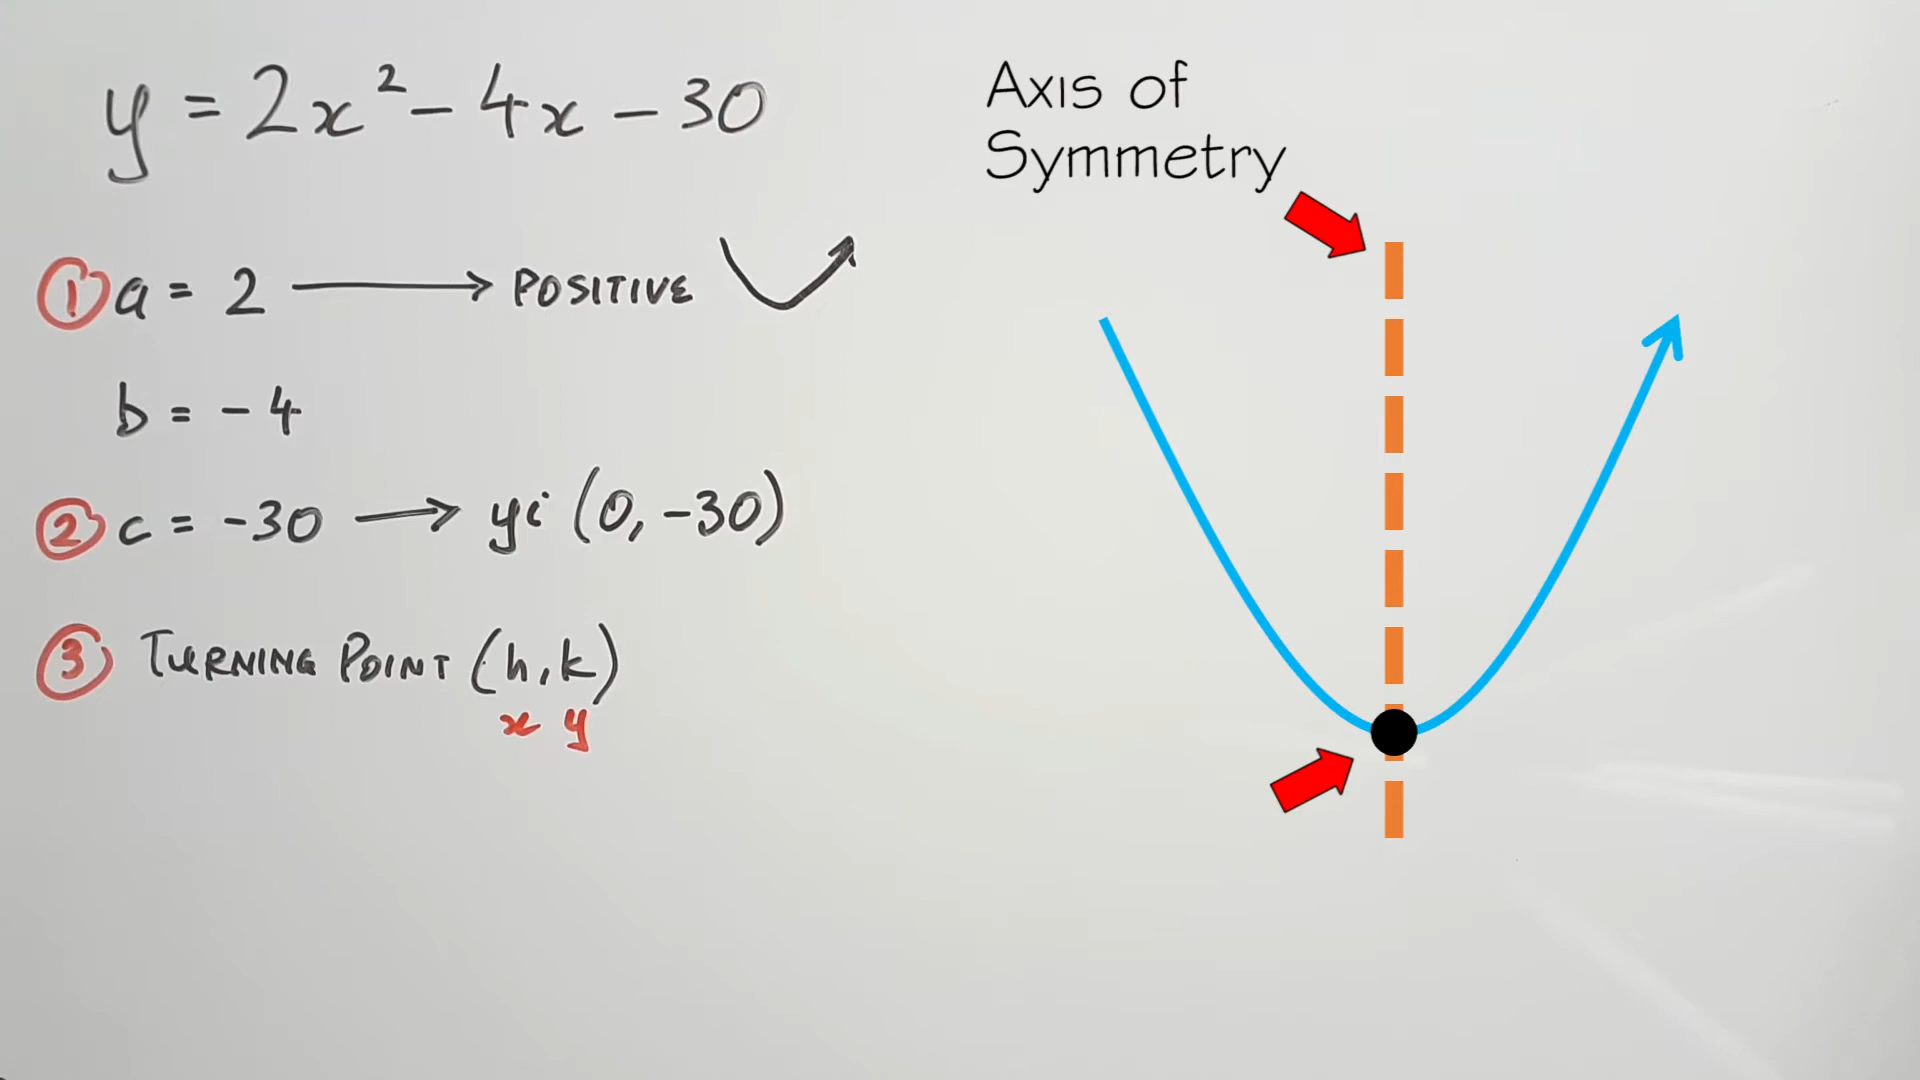 y = 2x² - 4x - 30
① a = 2 ⟶ POSITIVE
b = -4
② c = -30 ⟶ yi (0, -30)
③ TURNING POINT (h, k)
x y
Axis of
Symmetry